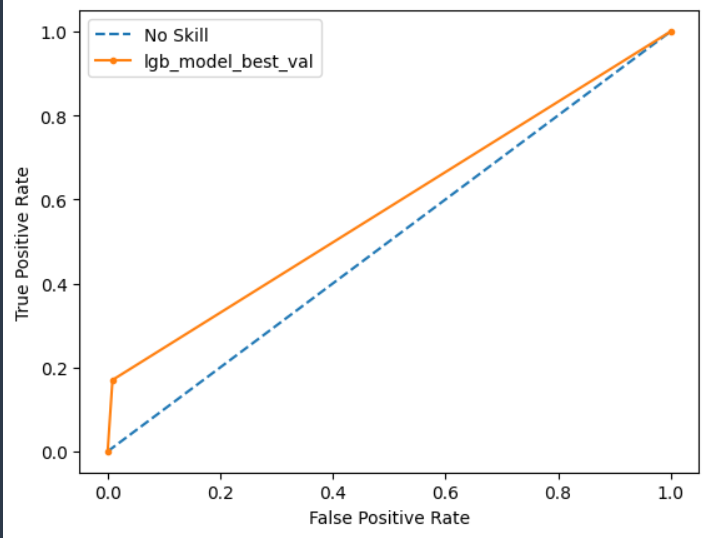 No Skill
lgb_model_best_val
1.0
0.8
0.6
0.4
0.2
0.0
True Positive Rate
0.0 0.2 0.4 0.6 0.8 1.0
False Positive Rate